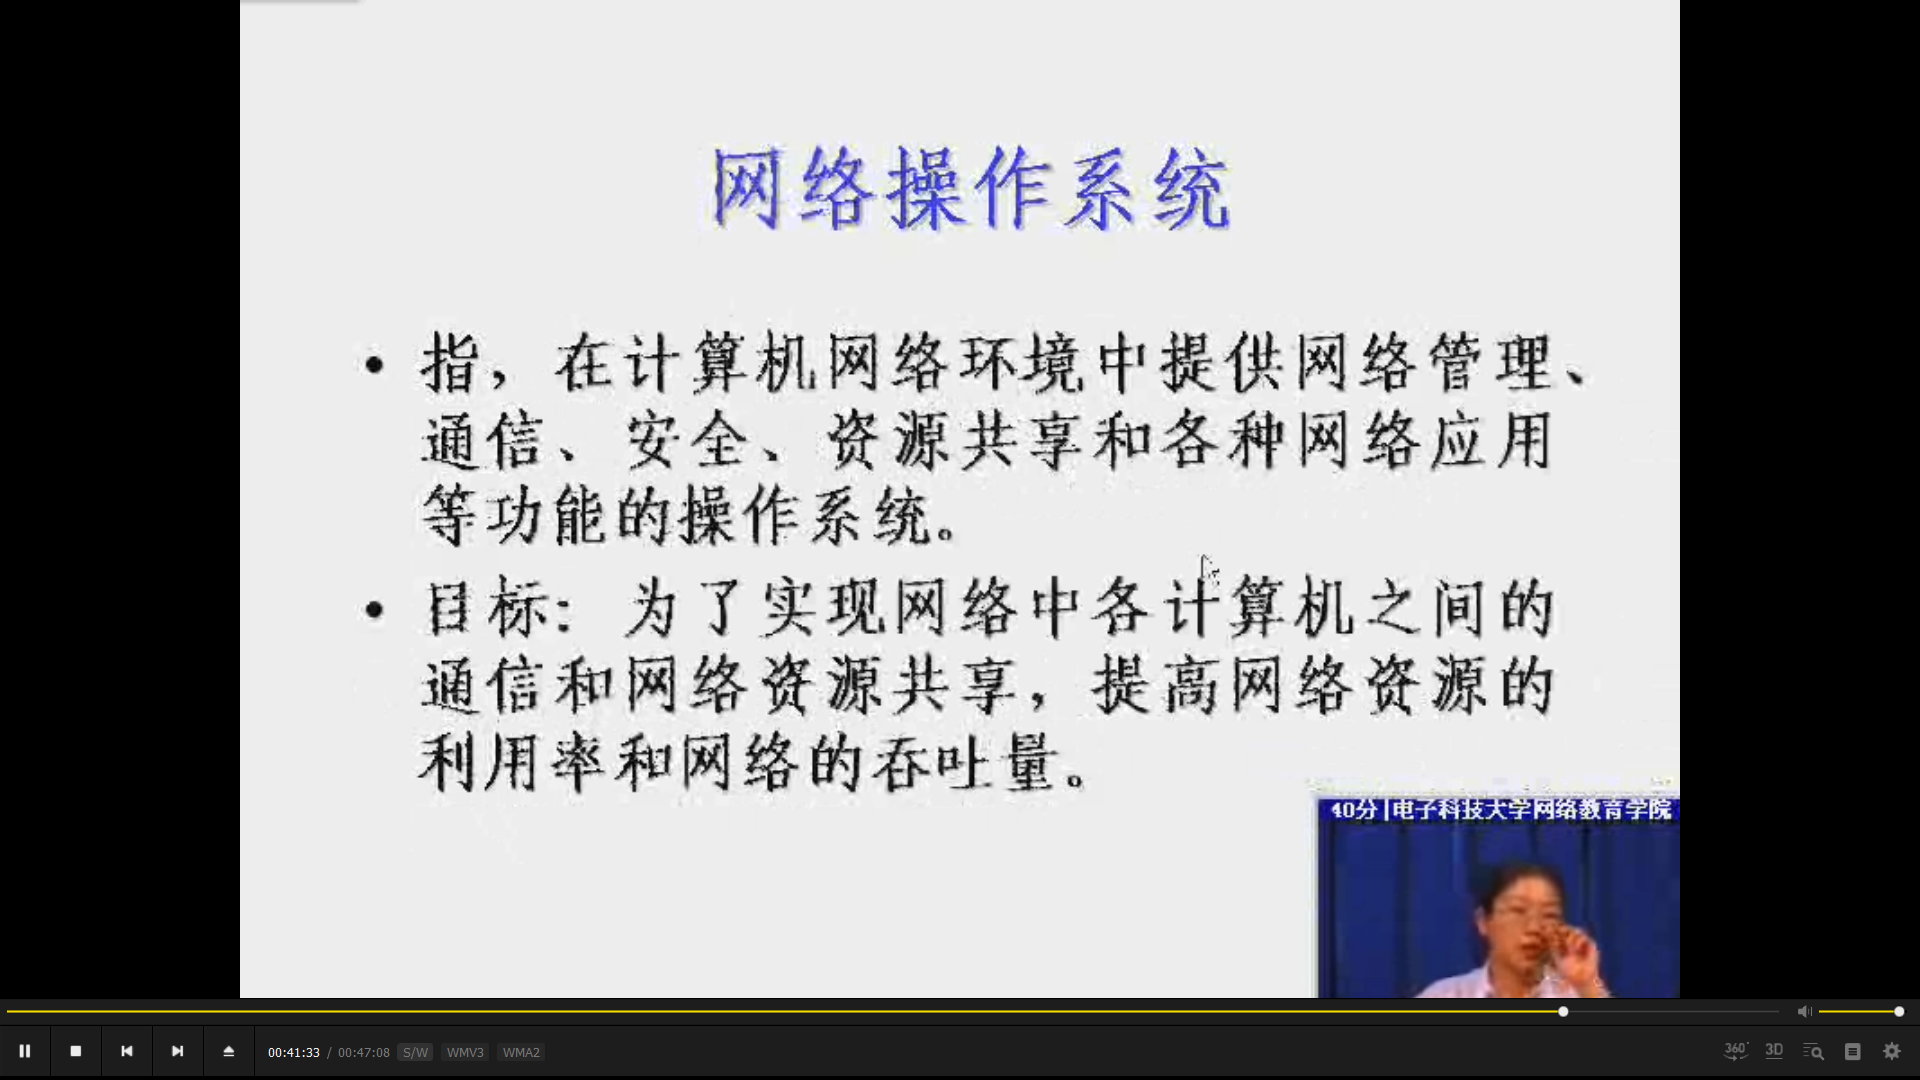 网络操作系统
• 指，在计算机网络环境中提供网络管理、
通信、安全、资源共享和各种网络应用
等功能的操作系统。
• 目标：为了实现网络中各计算机之间的
通信和网络资源共享，提高网络资源的
利用率和网络的吞吐量。
40分|电子科技大学网络教育学院
00:41:33 / 00:47:08 S/W WMV3 WMA2
360° 3D